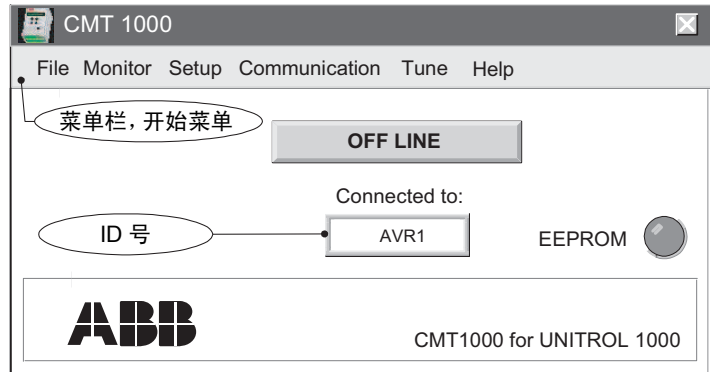 CMT 1000
File Monitor Setup Communication Tune Help
菜单栏，开始菜单
OFF LINE
Connected to:
ID 号
AVR1
EEPROM
ABB
CMT1000 for UNITROL 1000